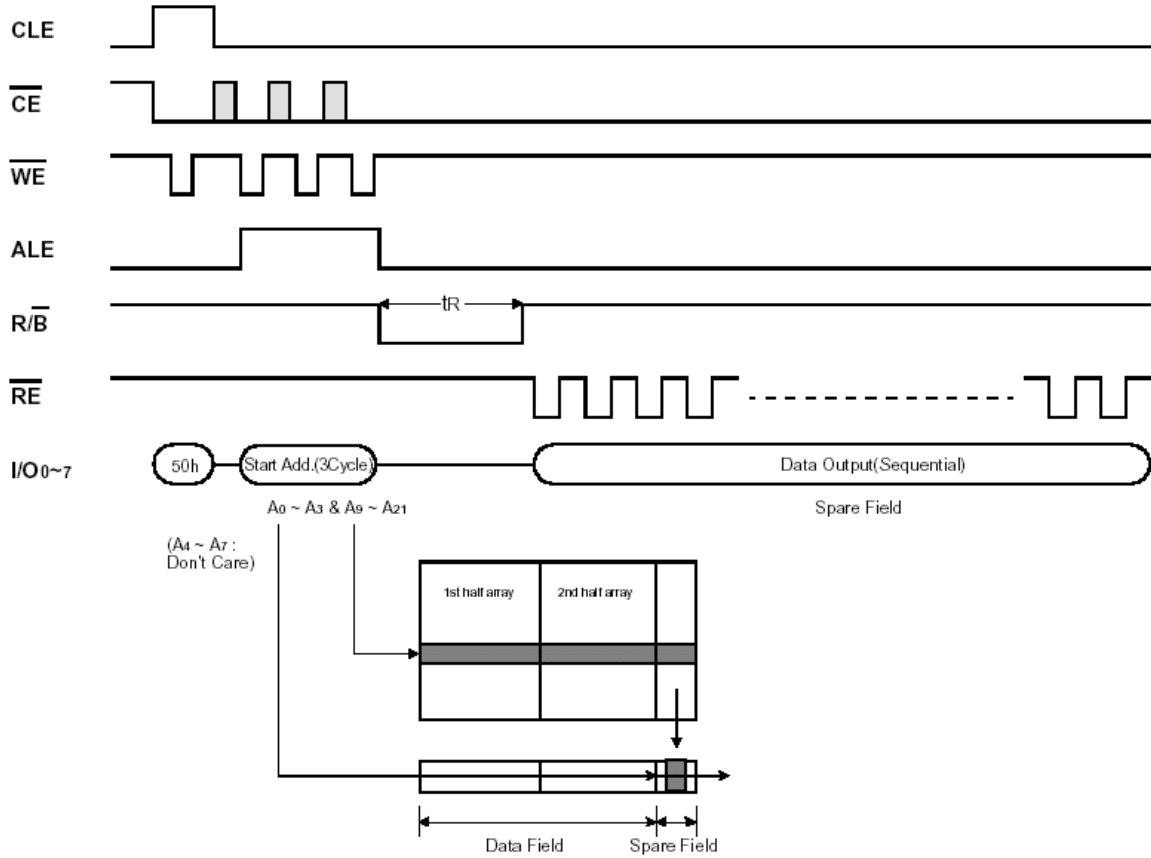 CLE
CE
WE
ALE
R/B
tR
RE
I/O0~7
50h
Start Add.(3Cycle)
Data Output(Sequential)
A0 ~ A3 & A9 ~ A21
Spare Field
(A4 ~ A7 :
Don't Care)
1st half array
2nd half array
Data Field
Spare Field